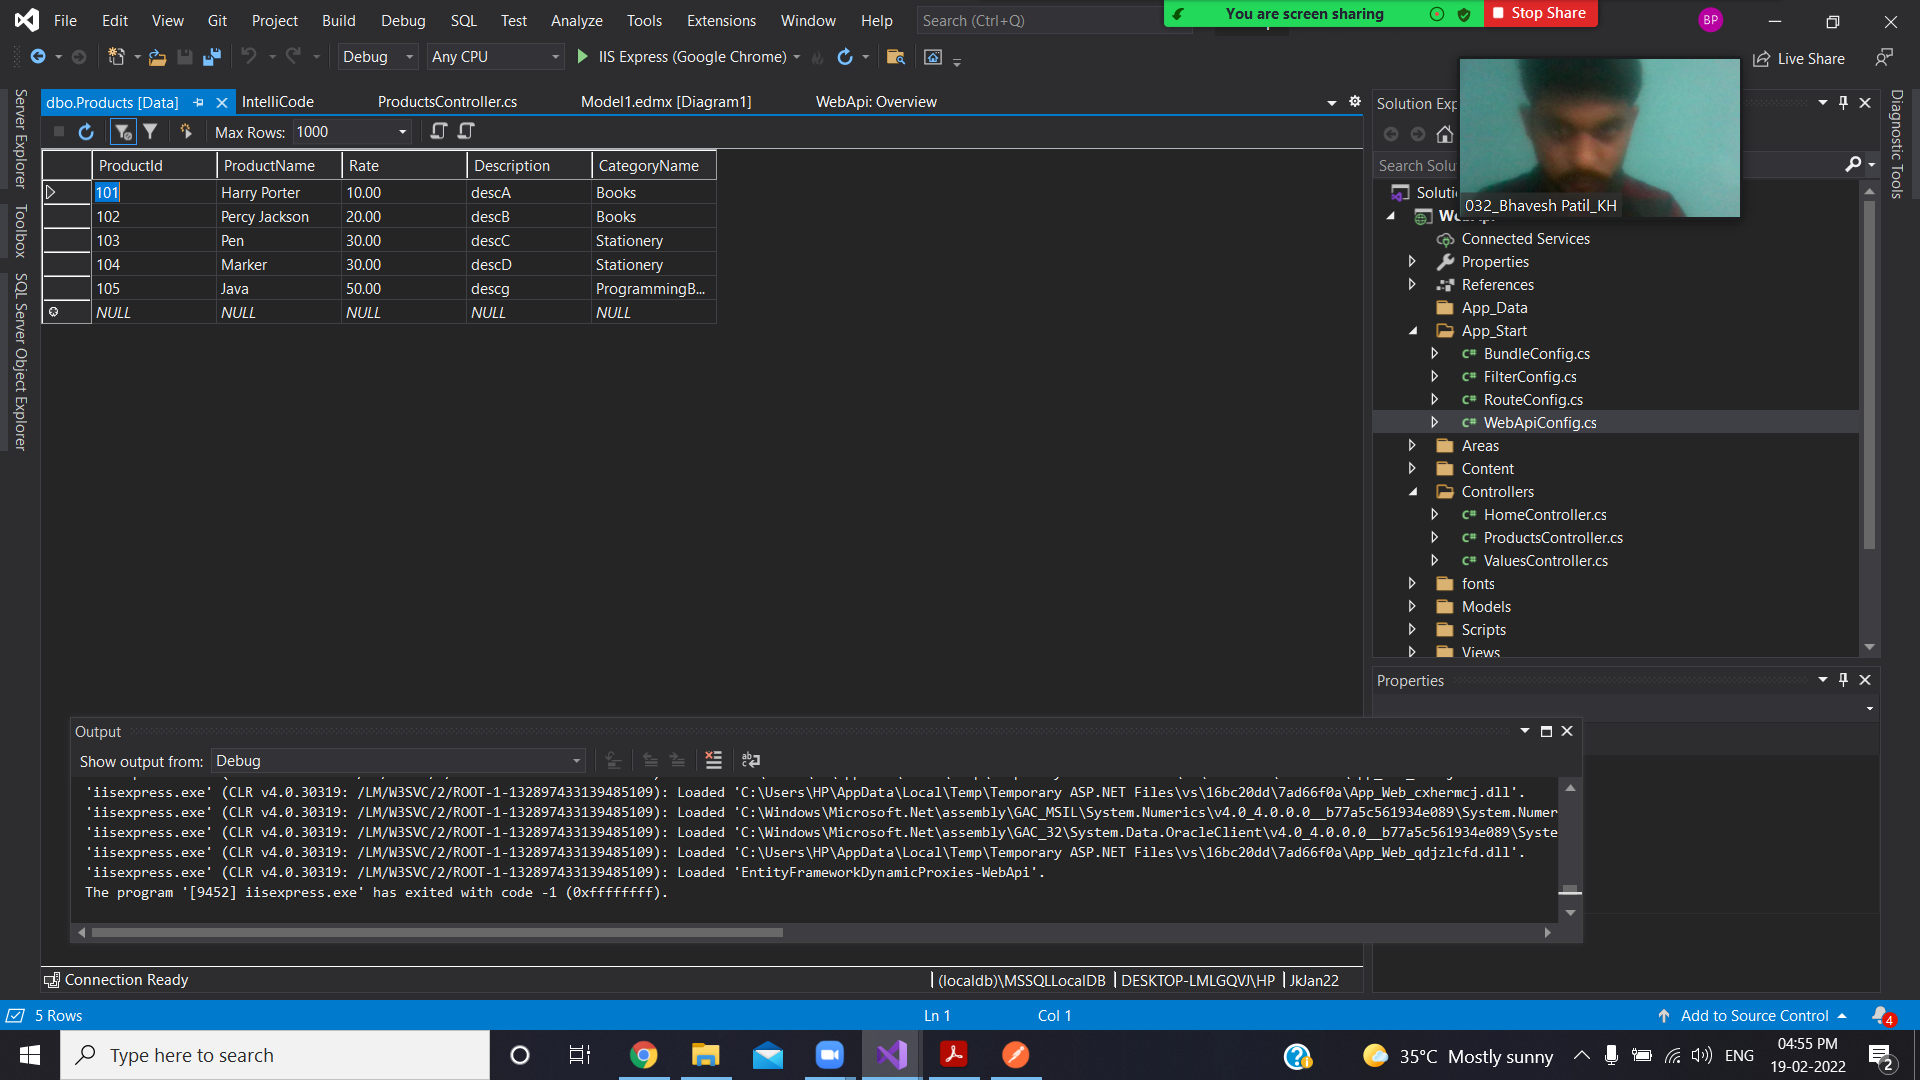 File Edit View Git Project Build Debug SQL Test Analyze Tools Extensions Window Help Search (Ctrl+Q)
You are screen sharing Stop Share
BP
Debug Any CPU IIS Express (Google Chrome) Live Share
dbo.Products [Data] IntelliCode ProductsController.cs Model1.edmx [Diagram1] WebApi: Overview
Max Rows: 1000
ProductId ProductName Rate Description CategoryName
101 Harry Porter 10.00 descA Books
102 Percy Jackson 20.00 descB Books
103 Pen 30.00 descC Stationery
104 Marker 30.00 descD Stationery
105 Java 50.00 descg ProgrammingB...
NULL NULL NULL NULL NULL
Server Explorer
Toolbox
SQL Server Object Explorer
Diagnostic Tools
Solution Exp
Search Solu
032_Bhavesh Patil_KH
Connected Services
Properties
References
App_Data
App_Start
BundleConfig.cs
FilterConfig.cs
RouteConfig.cs
WebApiConfig.cs
Areas
Content
Controllers
HomeController.cs
ProductsController.cs
ValuesController.cs
fonts
Models
Scripts
Views
Properties
Output
Show output from: Debug
'iisexpress.exe' (CLR v4.0.30319: /LM/W3SVC/2/ROOT-1-132897433139485109): Loaded 'C:\Users\HP\AppData\Local\Temp\Temporary ASP.NET Files\vs\16bc20dd\7ad66f0a\App_Web_cxhermcj.dll'.
'iisexpress.exe' (CLR v4.0.30319: /LM/W3SVC/2/ROOT-1-132897433139485109): Loaded 'C:\Windows\Microsoft.Net\assembly\GAC_MSIL\System.Numerics\v4.0_4.0.0.0__b77a5c561934e089\System.Numer
'iisexpress.exe' (CLR v4.0.30319: /LM/W3SVC/2/ROOT-1-132897433139485109): Loaded 'C:\Windows\Microsoft.Net\assembly\GAC_32\System.Data.OracleClient\v4.0_4.0.0.0__b77a5c561934e089\Syste
'iisexpress.exe' (CLR v4.0.30319: /LM/W3SVC/2/ROOT-1-132897433139485109): Loaded 'C:\Users\HP\AppData\Local\Temp\Temporary ASP.NET Files\vs\16bc20dd\7ad66f0a\App_Web_qdjzlcfd.dll'.
'iisexpress.exe' (CLR v4.0.30319: /LM/W3SVC/2/ROOT-1-132897433139485109): Loaded 'EntityFrameworkDynamicProxies-WebApi'.
The program '[9452] iisexpress.exe' has exited with code -1 (0xffffffff).
Connection Ready (localdb)\MSSQLLocalDB DESKTOP-LMLGQVJ\HP JkJan22
5 Rows Ln 1 Col 1 Add to Source Control 4
Type here to search 35°C Mostly sunny ENG 04:55 PM
19-02-2022 2